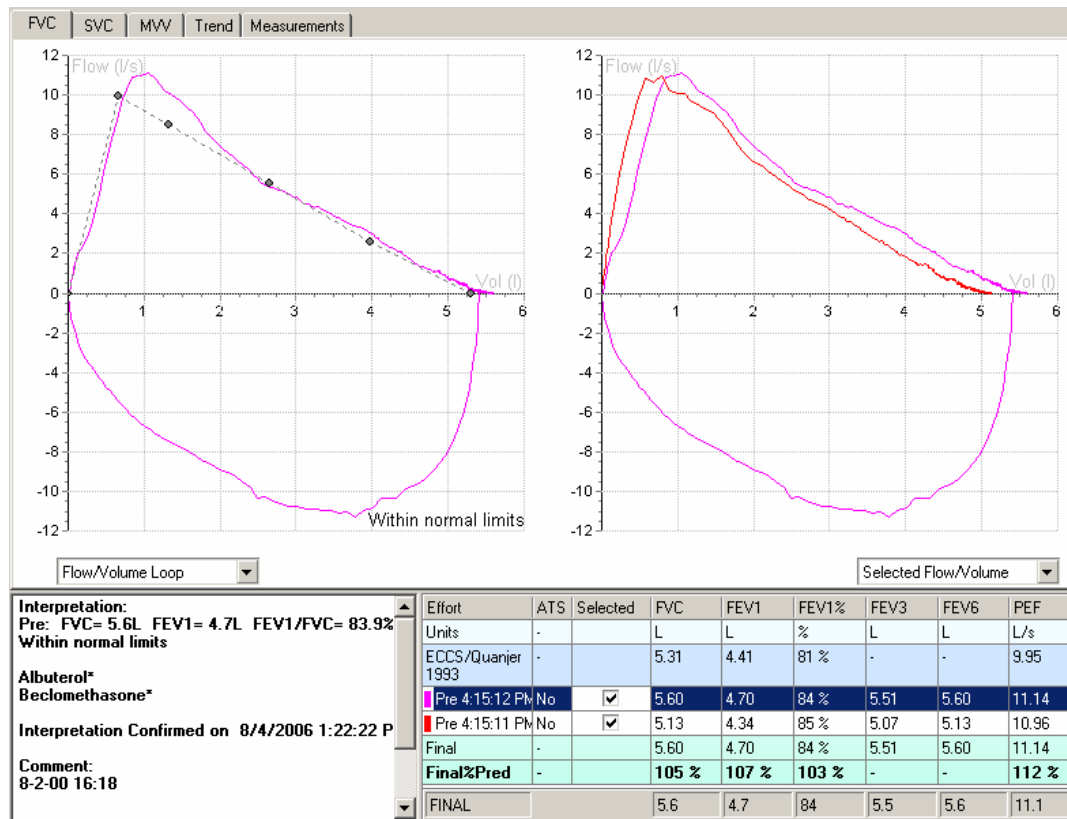 FVC SVC MVV Trend Measurements
Flow (l/s)
12
10
8
6
4
2
0
-2
-4
-6
-8
-10
-12
1 2 3 4 5 6
Vol (l)
Within normal limits
Flow (l/s)
12
10
8
6
4
2
0
-2
-4
-6
-8
-10
-12
1 2 3 4 5 6
Vol (l)
Flow/Volume Loop
Selected Flow/Volume
Interpretation:
Pre: FVC= 5.6L FEV1= 4.7L FEV1/FVC= 83.9%
Within normal limits
Albuterol*
Beclomethasone*
Interpretation Confirmed on 8/4/2006 1:22:22 P
Comment:
8-2-00 16:18
Effort ATS Selected FVC FEV1 FEV1% FEV3 FEV6 PEF
Units - L L % L L L/s
ECCS/Quanjer 1993 - 5.31 4.41 81 % - - 9.95
Pre 4:15:12 PM No 5.60 4.70 84 % 5.51 5.60 11.14
Pre 4:15:11 PM No 5.13 4.34 85 % 5.07 5.13 10.96
Final - 5.60 4.70 84 % 5.51 5.60 11.14
Final%Pred - 105 % 107 % 103 % - - 112 %
FINAL 5.6 4.7 84 5.5 5.6 11.1